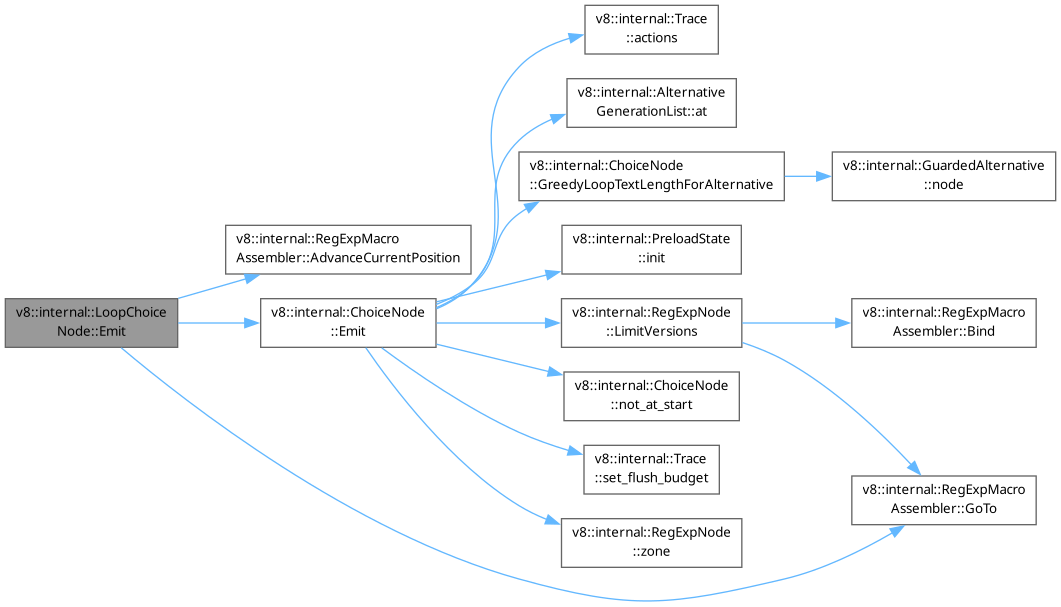 v8::internal::Trace
::actions
v8::internal::Alternative
GenerationList::at
v8::internal::ChoiceNode
::GreedyLoopTextLengthForAlternative
v8::internal::GuardedAlternative
::node
v8::internal::RegExpMacro
Assembler::AdvanceCurrentPosition
v8::internal::PreloadState
::init
v8::internal::LoopChoice
Node::Emit
v8::internal::ChoiceNode
::Emit
v8::internal::RegExpNode
::LimitVersions
v8::internal::RegExpMacro
Assembler::Bind
v8::internal::ChoiceNode
::not_at_start
v8::internal::Trace
::set_flush_budget
v8::internal::RegExpMacro
Assembler::GoTo
v8::internal::RegExpNode
::zone